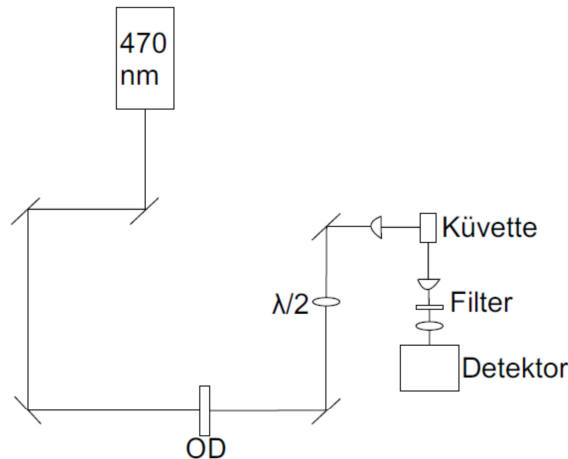 470
nm
Küvette
λ/2
Filter
Detektor
OD